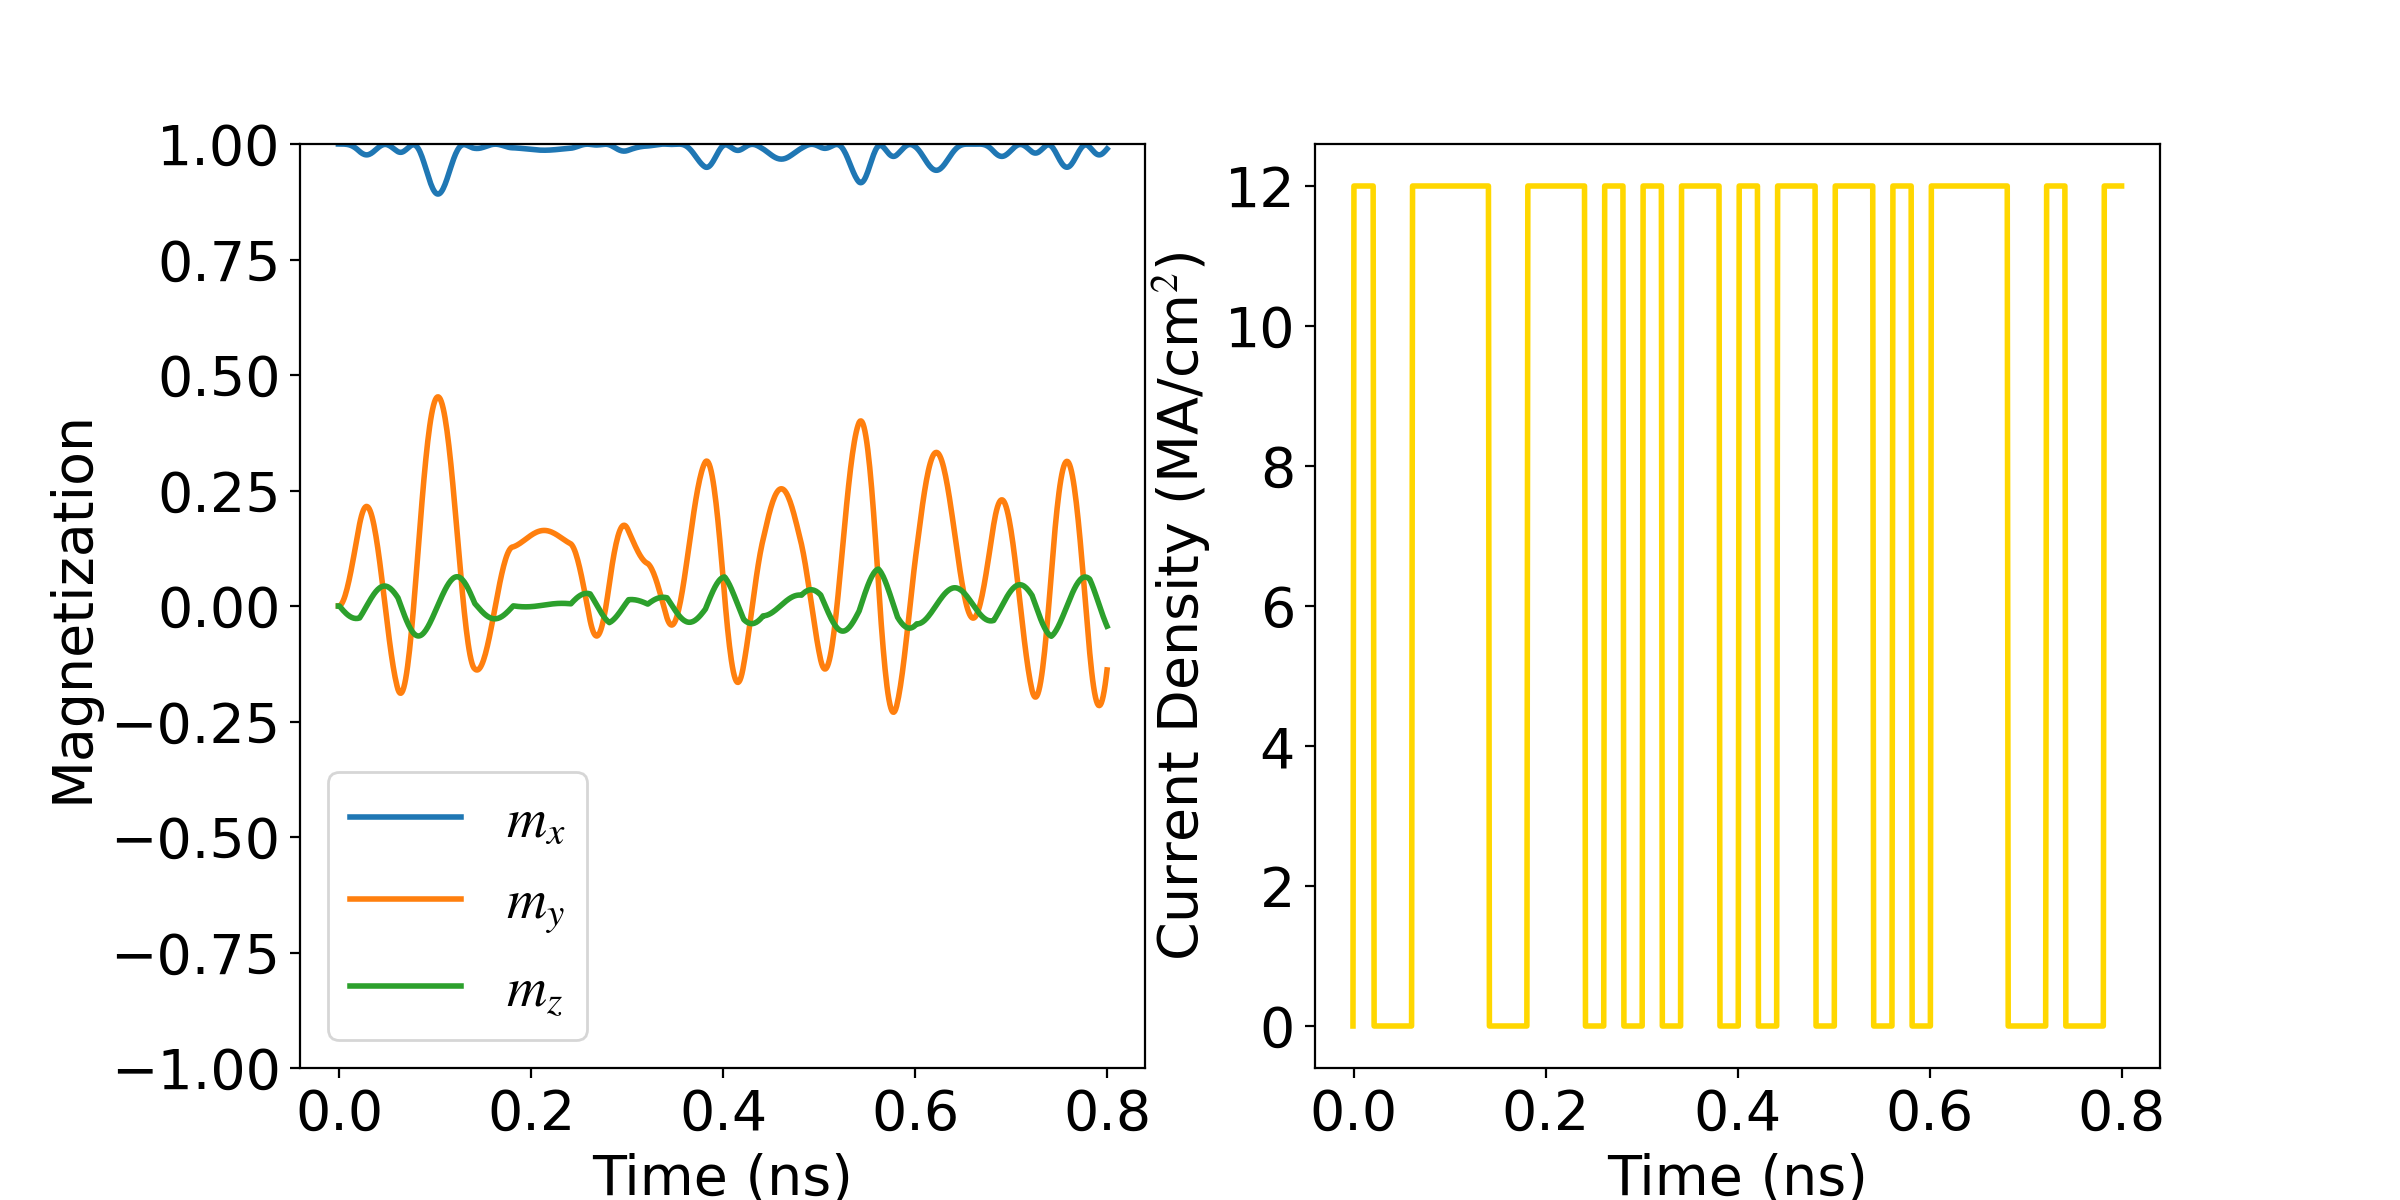 1.00
0.75
0.50
0.25
0.00
−0.25
−0.50
−0.75
−1.00
Magnetization
m_x
m_y
m_z
0.0 0.2 0.4 0.6 0.8
Time (ns)
12
10
8
6
4
2
0
Current Density (MA/cm²)
0.0 0.2 0.4 0.6 0.8
Time (ns)